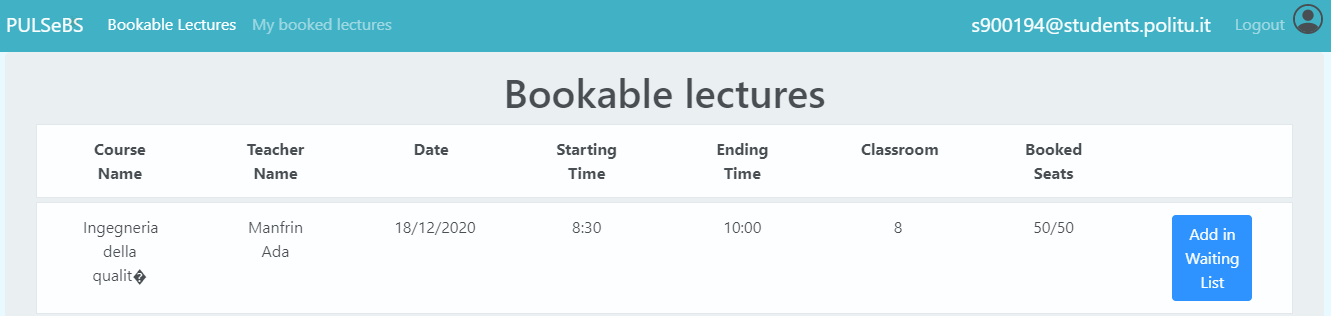 PULSeBS Bookable Lectures My booked lectures s900194@students.politu.it Logout
Bookable lectures
Course Name Teacher Name Date Starting Time Ending Time Classroom Booked Seats
Ingegneria della qualit� Manfrin Ada 18/12/2020 8:30 10:00 8 50/50 Add in Waiting List